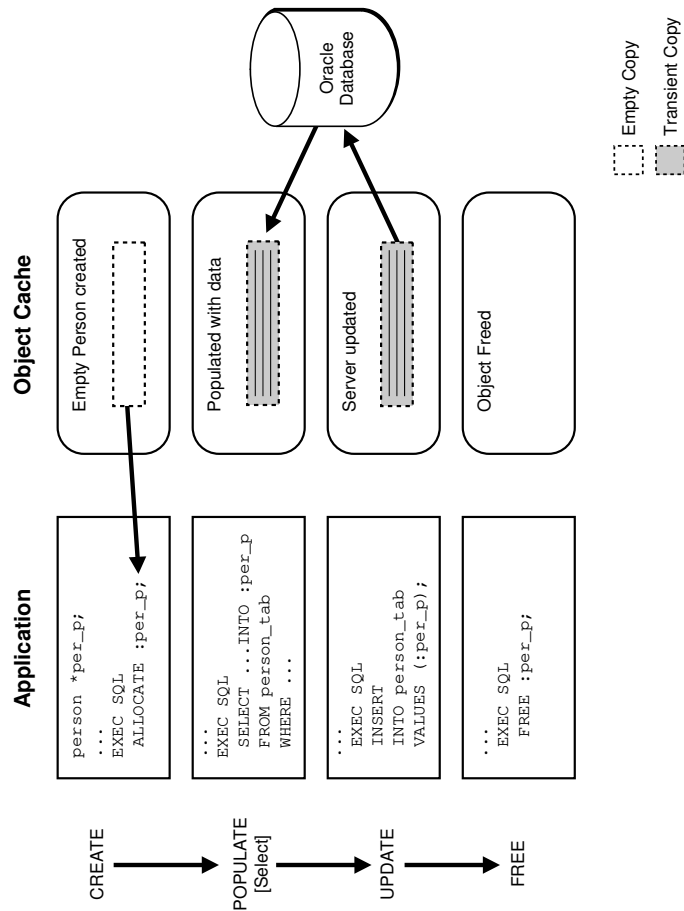 Application
Object Cache
CREATE
person *per_p;
...
EXEC SQL
ALLOCATE :per_p;
Empty Person created
POPULATE
[Select]
...
EXEC SQL
SELECT ...INTO :per_p
FROM person_tab
WHERE ...
Populated with data
Oracle
Database
UPDATE
...
EXEC SQL
INSERT
INTO person_tab
VALUES (:per_p);
Server updated
FREE
...
EXEC SQL
FREE :per_p;
Object Freed
Empty Copy
Transient Copy